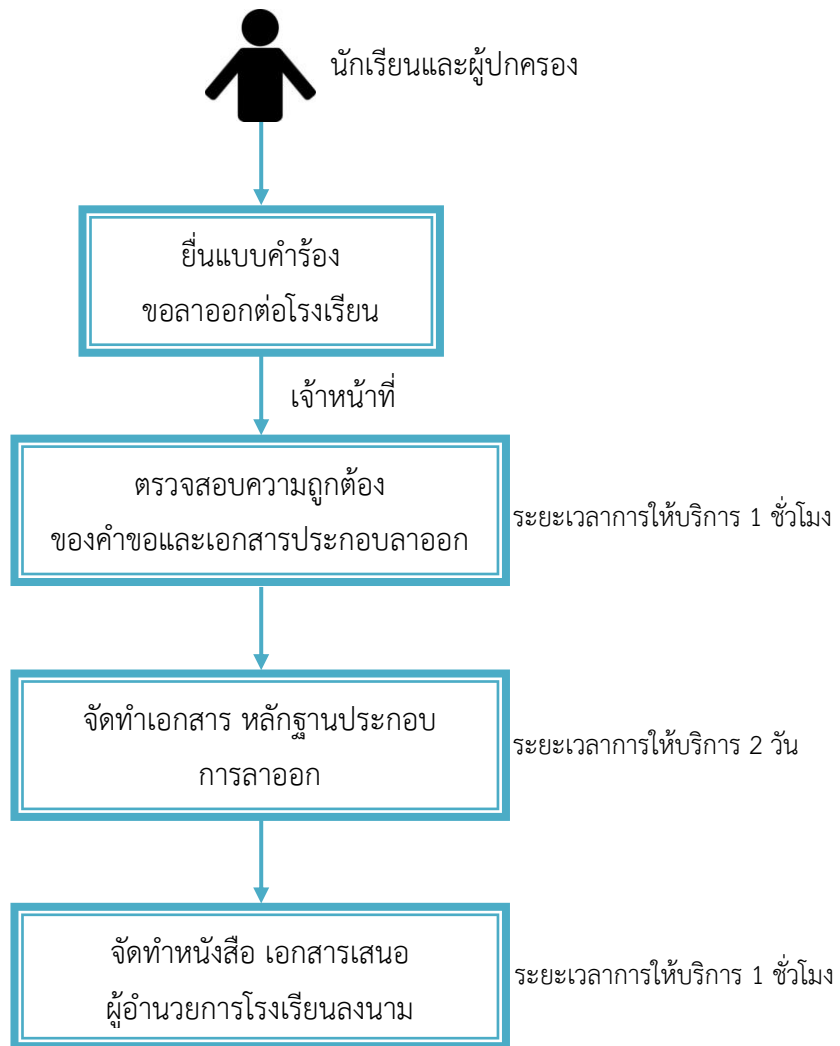 นักเรียนและผู้ปกครอง
ยื่นแบบคำร้อง
ขอลาออกต่อโรงเรียน
เจ้าหน้าที่
ตรวจสอบความถูกต้อง
ของคำขอและเอกสารประกอบลาออก
ระยะเวลาการให้บริการ 1 ชั่วโมง
จัดทำเอกสาร หลักฐานประกอบ
การลาออก
ระยะเวลาการให้บริการ 2 วัน
จัดทำหนังสือ เอกสารเสนอ
ผู้อำนวยการโรงเรียนลงนาม
ระยะเวลาการให้บริการ 1 ชั่วโมง